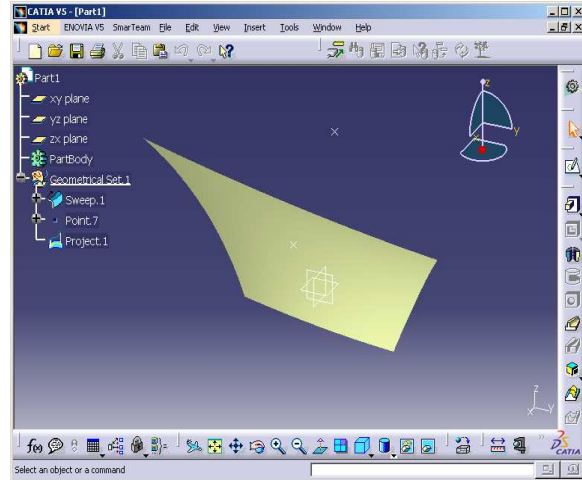 CATIA V5 - [Part1]
Start ENOVIA V5 SmarTeam File Edit View Insert Tools Window Help
Part1
xy plane
yz plane
zx plane
PartBody
Geometrical Set.1
Sweep.1
Point.7
Project.1
z
y
z
x y
f(x)
CATIA
Select an object or a command